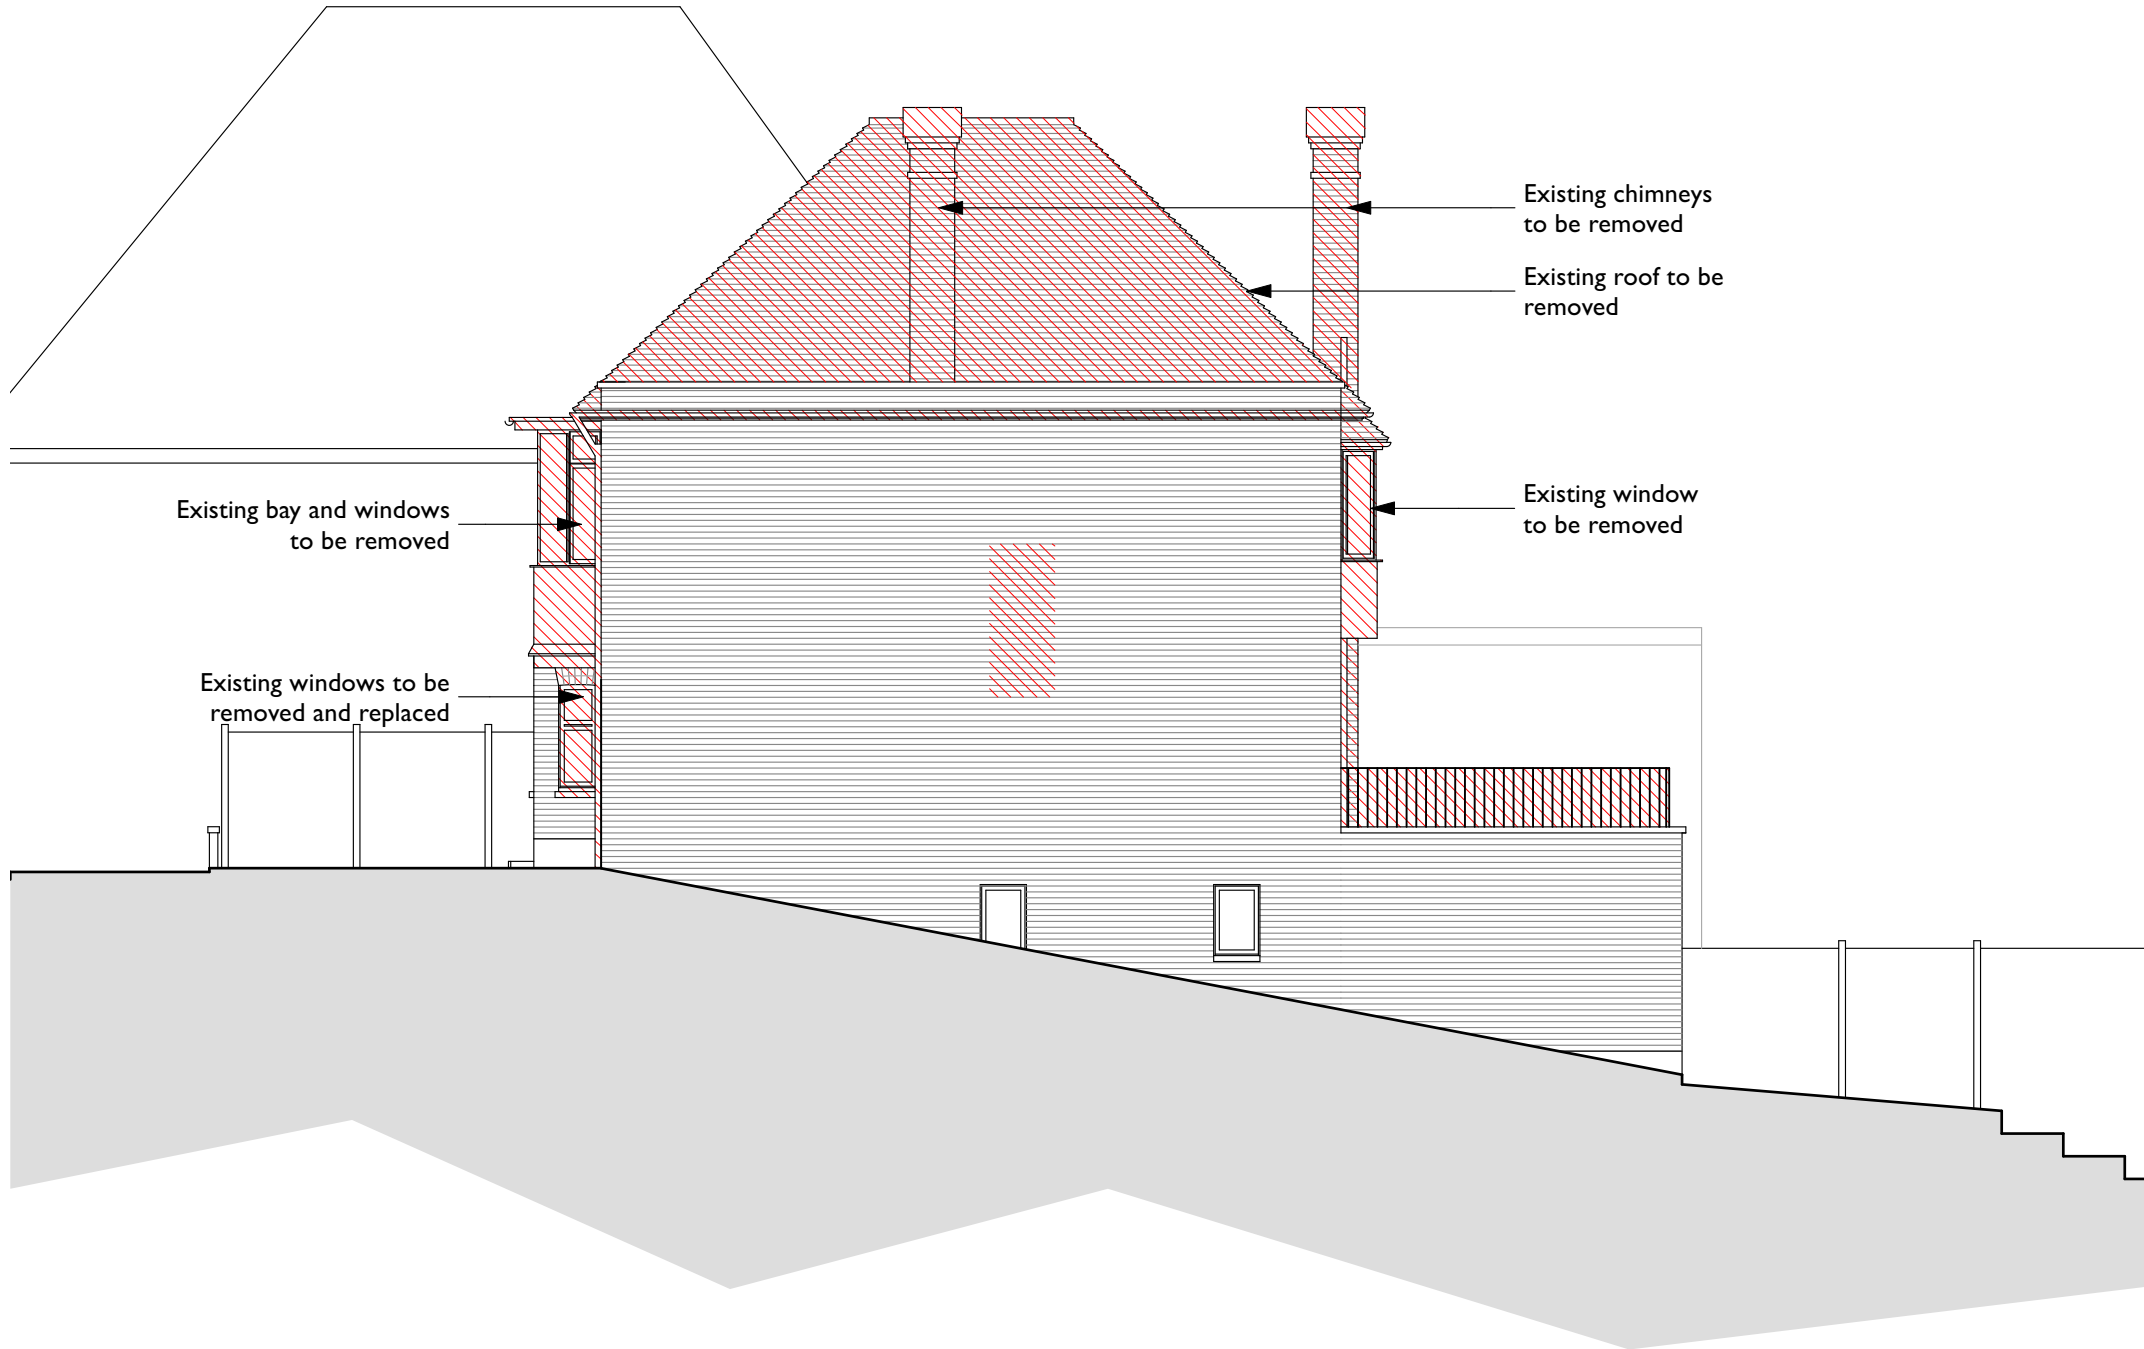 Existing chimneys
to be removed
Existing roof to be
removed
Existing bay and windows
to be removed
Existing window
to be removed
Existing windows to be
removed and replaced